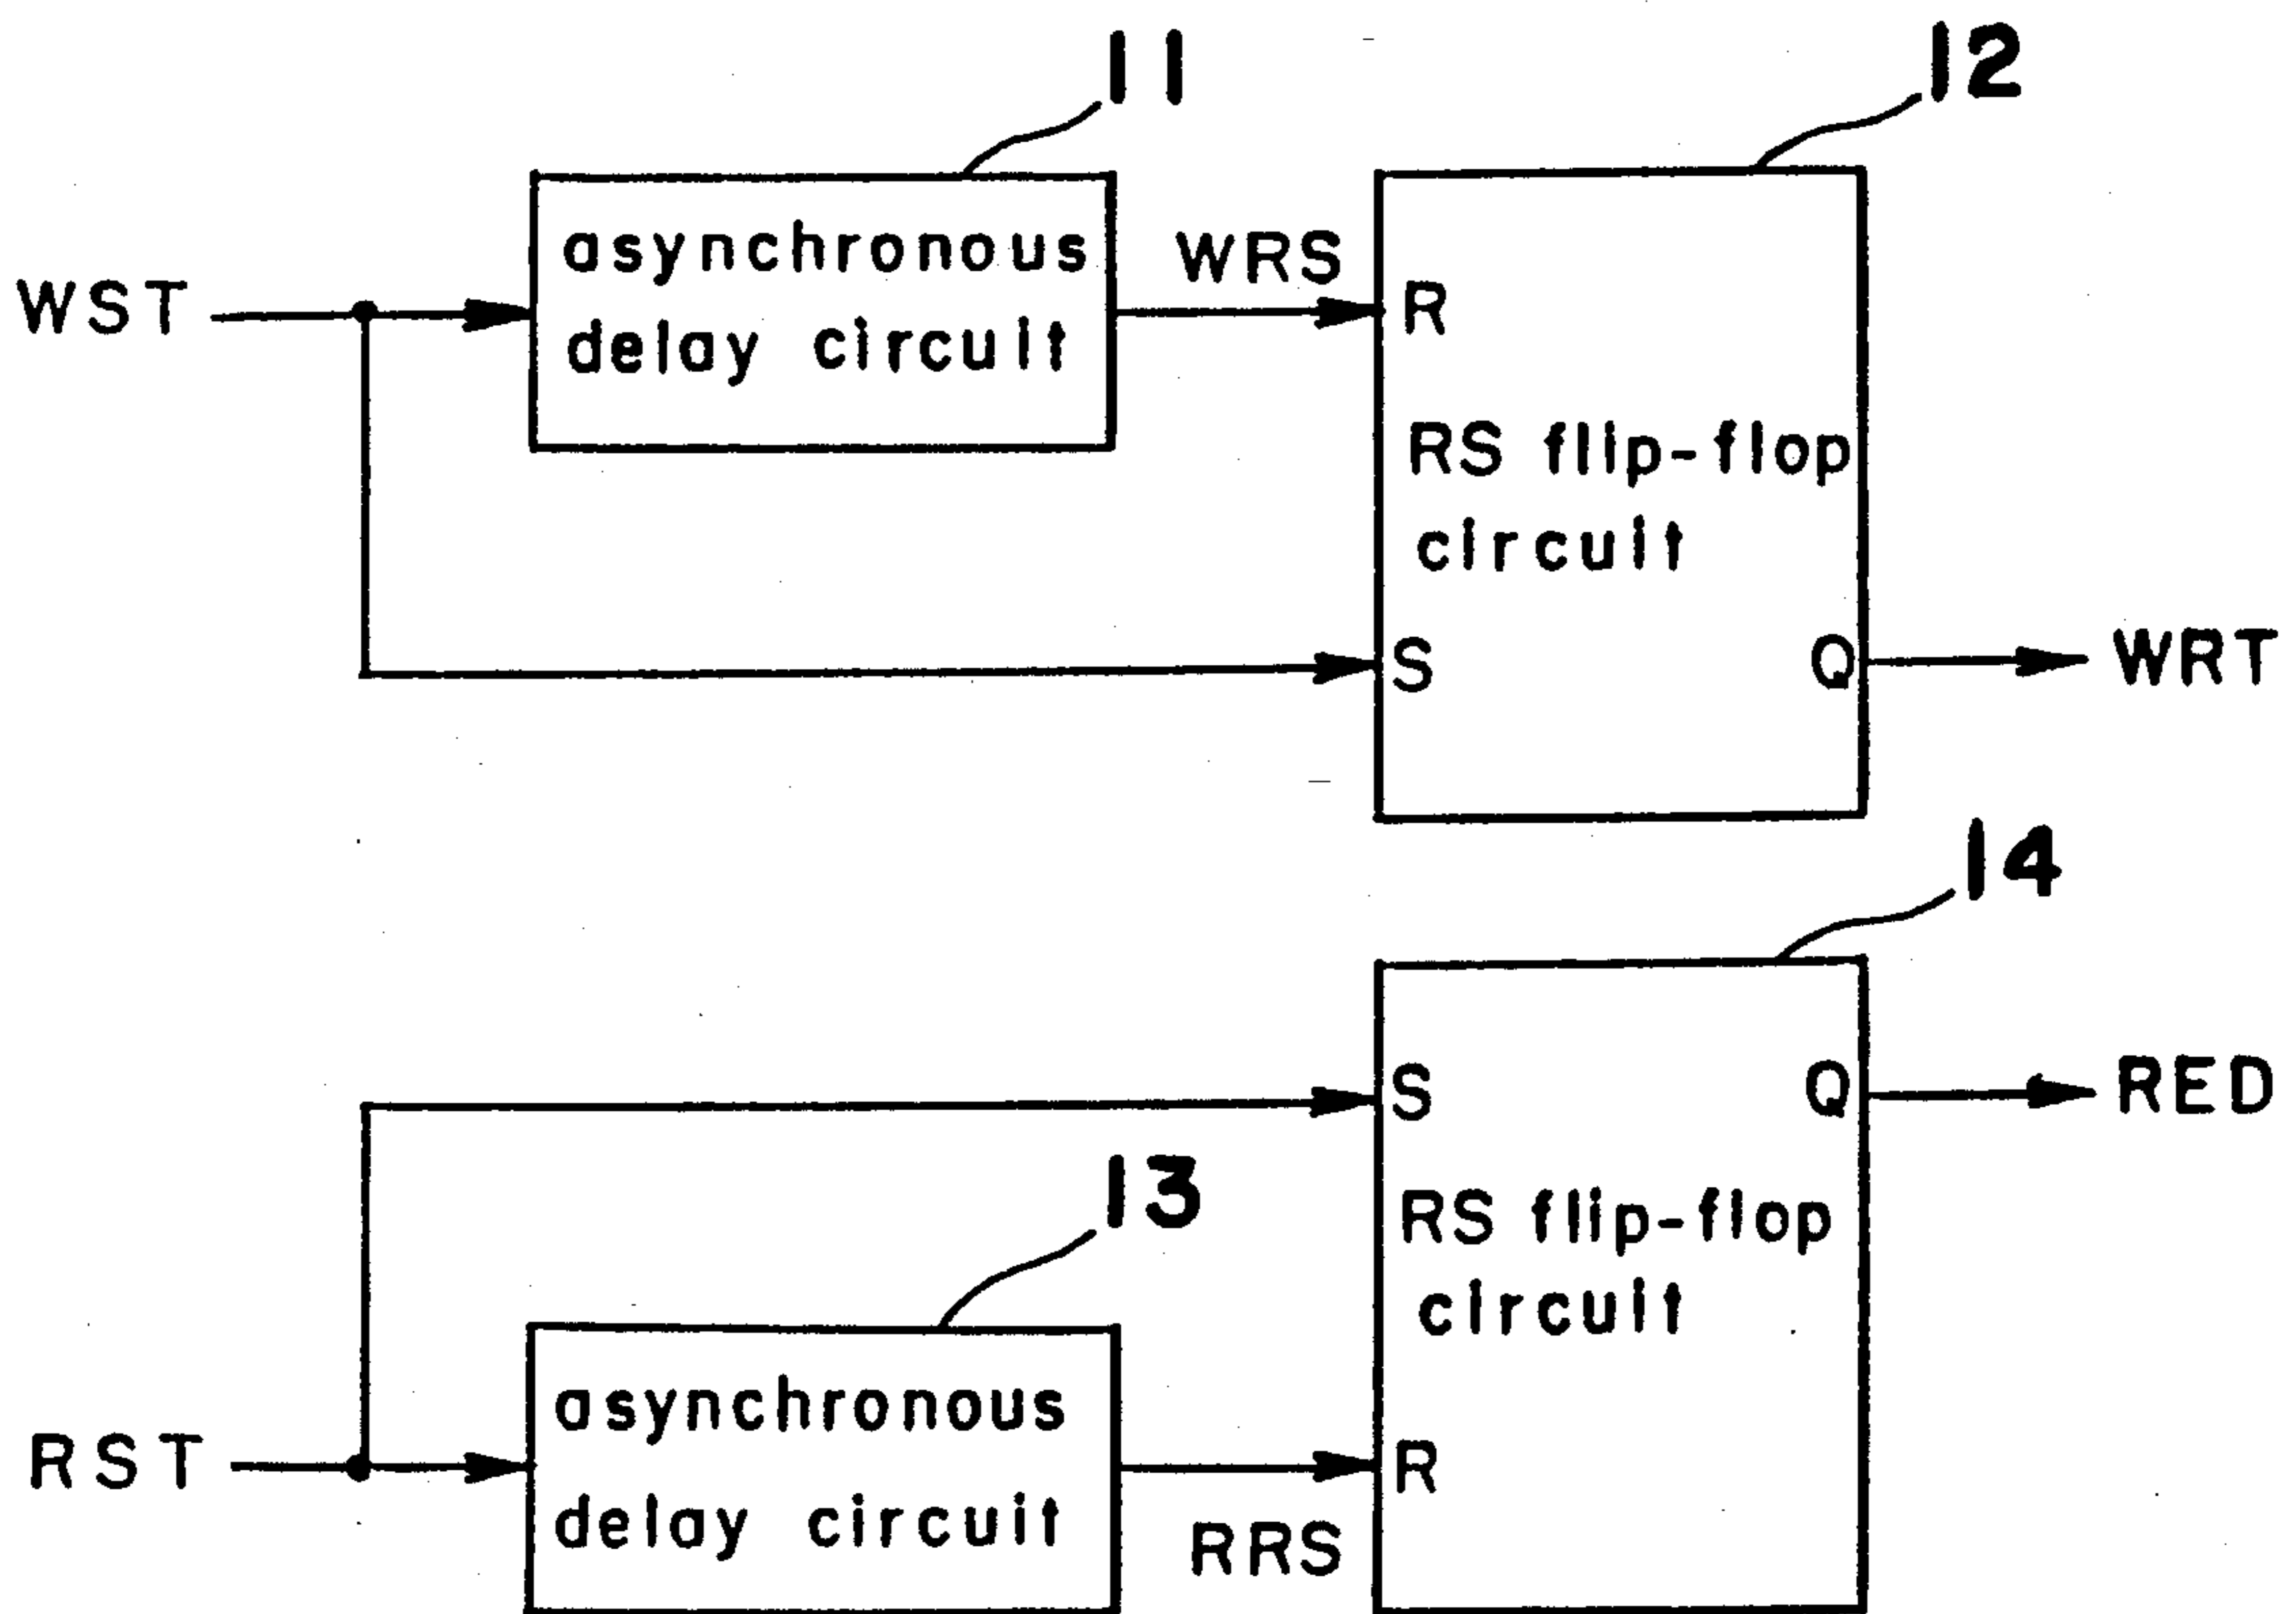 11
12
asynchronous
delay circuit
WST
WRS
R
RS flip-flop
circuit
S
Q
WRT
14
S
Q
RED
13
RS flip-flop
circuit
asynchronous
delay circuit
RST
R
RRS